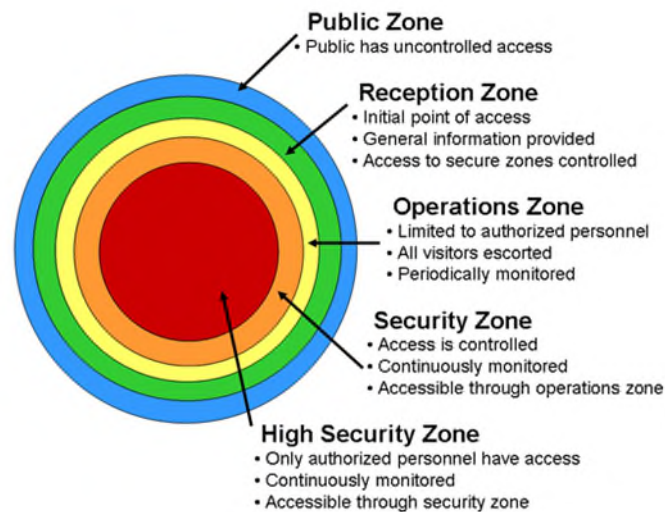 Public Zone
• Public has uncontrolled access
Reception Zone
• Initial point of access
• General information provided
• Access to secure zones controlled
Operations Zone
• Limited to authorized personnel
• All visitors escorted
• Periodically monitored
Security Zone
• Access is controlled
• Continuously monitored
• Accessible through operations zone
High Security Zone
• Only authorized personnel have access
• Continuously monitored
• Accessible through security zone